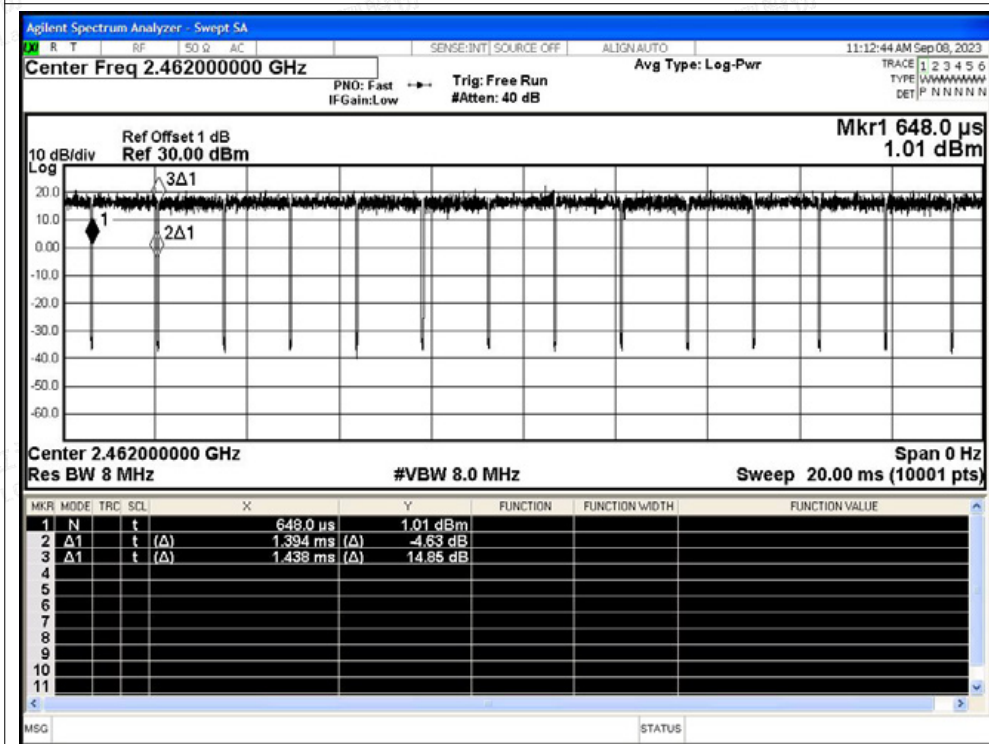 Agilent Spectrum Analyzer - Swept SA
LXI R T RF 50 Ω AC SENSE:INT SOURCE OFF ALIGN AUTO 11:12:44 AM Sep 08, 2023
Center Freq 2.462000000 GHz
PNO: Fast
IFGain:Low
Trig: Free Run
#Atten: 40 dB
Avg Type: Log-Pwr
TRACE 1 2 3 4 5 6
TYPE WWWWWWW
DET P N N N N N
Mkr1 648.0 µs
1.01 dBm
Ref Offset 1 dB
10 dB/div Ref 30.00 dBm
Log
20.0
10.0
0.00
-10.0
-20.0
-30.0
-40.0
-50.0
-60.0
3Δ1
1
2Δ1
Center 2.462000000 GHz Span 0 Hz
Res BW 8 MHz #VBW 8.0 MHz Sweep 20.00 ms (10001 pts)
MKR MODE TRC SCL X Y FUNCTION FUNCTION WIDTH FUNCTION VALUE
1 N t 648.0 µs 1.01 dBm
2 Δ1 t (Δ) 1.394 ms (Δ) -4.63 dB
3 Δ1 t (Δ) 1.438 ms (Δ) 14.85 dB
4
5
6
7
8
9
10
11
MSG STATUS